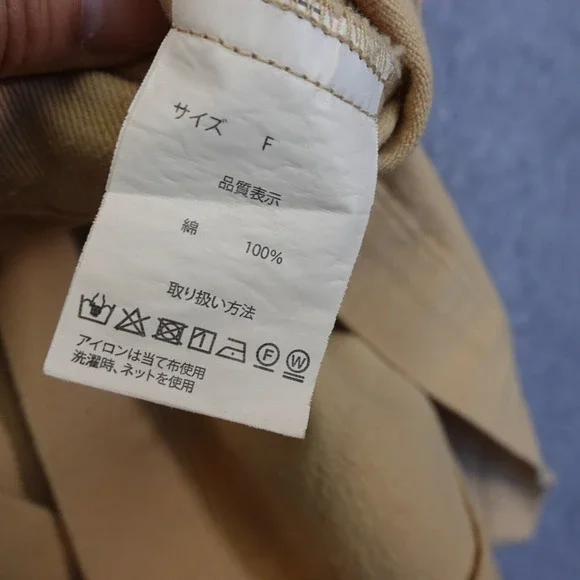 サイズ F
品質表示
綿 100%
取り扱い方法
F W
アイロンは当て布使用
洗濯時、ネットを使用